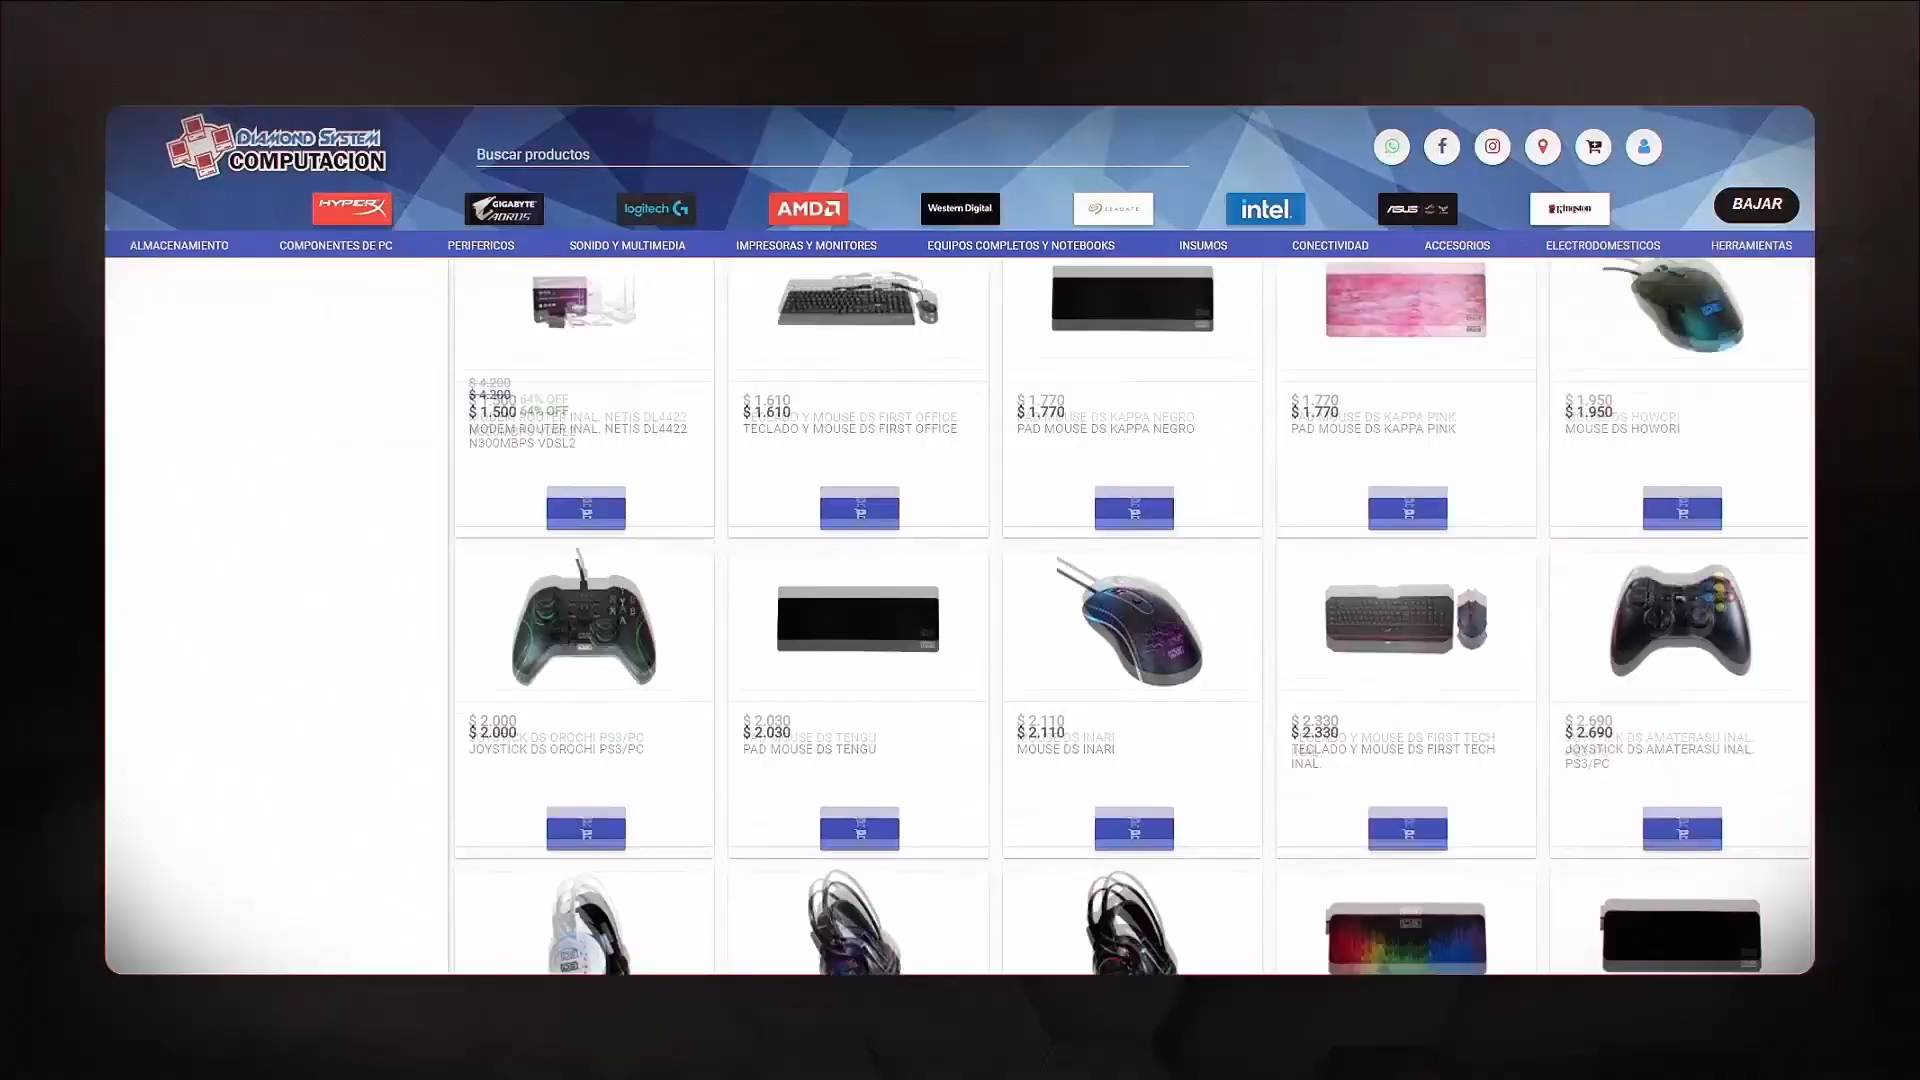 DIAMOND SYSTEM
COMPUTACION
Buscar productos
HYPERX
GIGABYTE
AORUS
logitech G
AMD
Western Digital
SEAGATE
intel.
ASUS
Kingston
BAJAR
ALMACENAMIENTO COMPONENTES DE PC PERIFERICOS SONIDO Y MULTIMEDIA IMPRESORAS Y MONITORES EQUIPOS COMPLETOS Y NOTEBOOKS INSUMOS CONECTIVIDAD ACCESORIOS ELECTRODOMESTICOS HERRAMIENTAS
$ 4.200
$ 1.500 64% OFF
MODEM ROUTER INAL. NETIS DL4422
N300MBPS VDSL2
$ 1.610
TECLADO Y MOUSE DS FIRST OFFICE
$ 1.770
PAD MOUSE DS KAPPA NEGRO
$ 1.770
PAD MOUSE DS KAPPA PINK
$ 1.950
MOUSE DS HOWORI
$ 2.000
JOYSTICK DS OROCHI PS3/PC
$ 2.030
PAD MOUSE DS TENGU
$ 2.110
MOUSE DS INARI
$ 2.330
TECLADO Y MOUSE DS FIRST TECH
INAL.
$ 2.690
JOYSTICK DS AMATERASU INAL.
PS3/PC